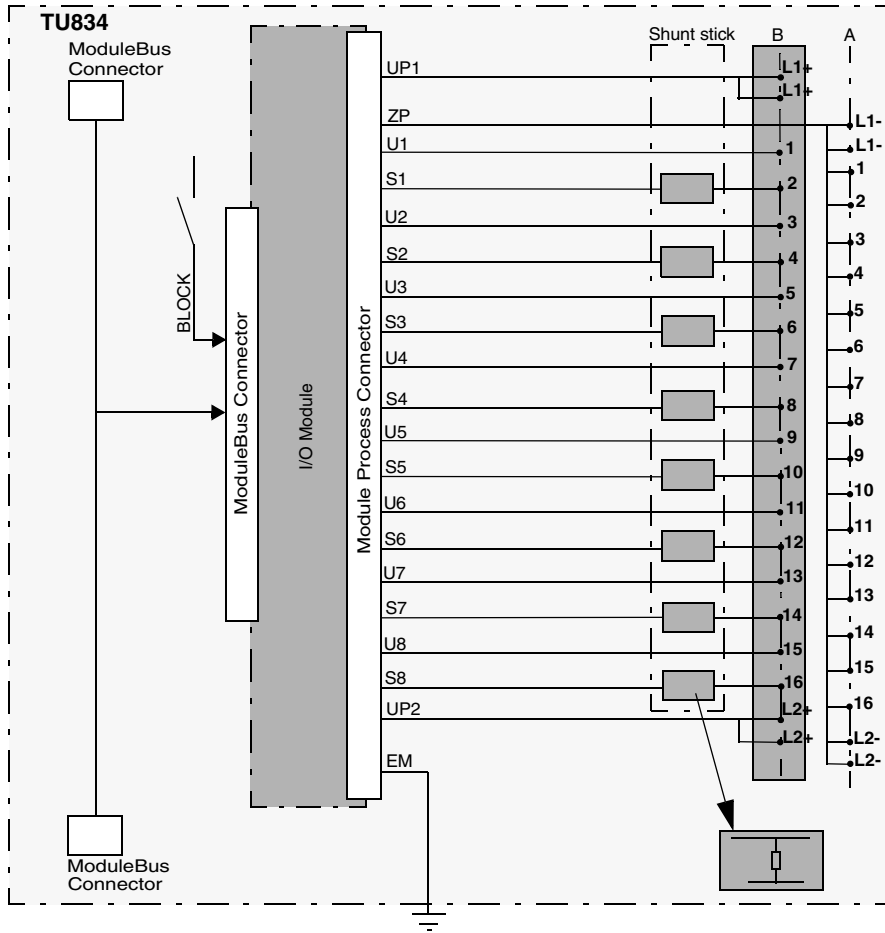 TU834
ModuleBus
Connector
Shunt stick
B
A
UP1
L1+
L1+
ZP
L1-
U1
1
L1-
1
S1
2
2
U2
3
3
S2
4
4
U3
5
5
S3
6
6
U4
7
7
S4
8
8
U5
9
9
S5
10
10
U6
11
11
S6
12
12
U7
13
13
S7
14
14
U8
15
15
S8
16
16
UP2
L2+
L2+
L2-
L2-
EM
BLOCK
ModuleBus Connector
I/O Module
Module Process Connector
ModuleBus
Connector